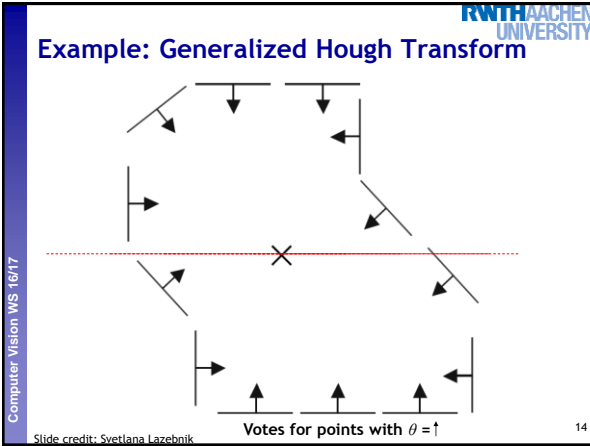 RWTHAACHEN
UNIVERSITY
Example: Generalized Hough Transform
Computer Vision WS 16/17
Votes for points with θ =↑
Slide credit: Svetlana Lazebnik
14